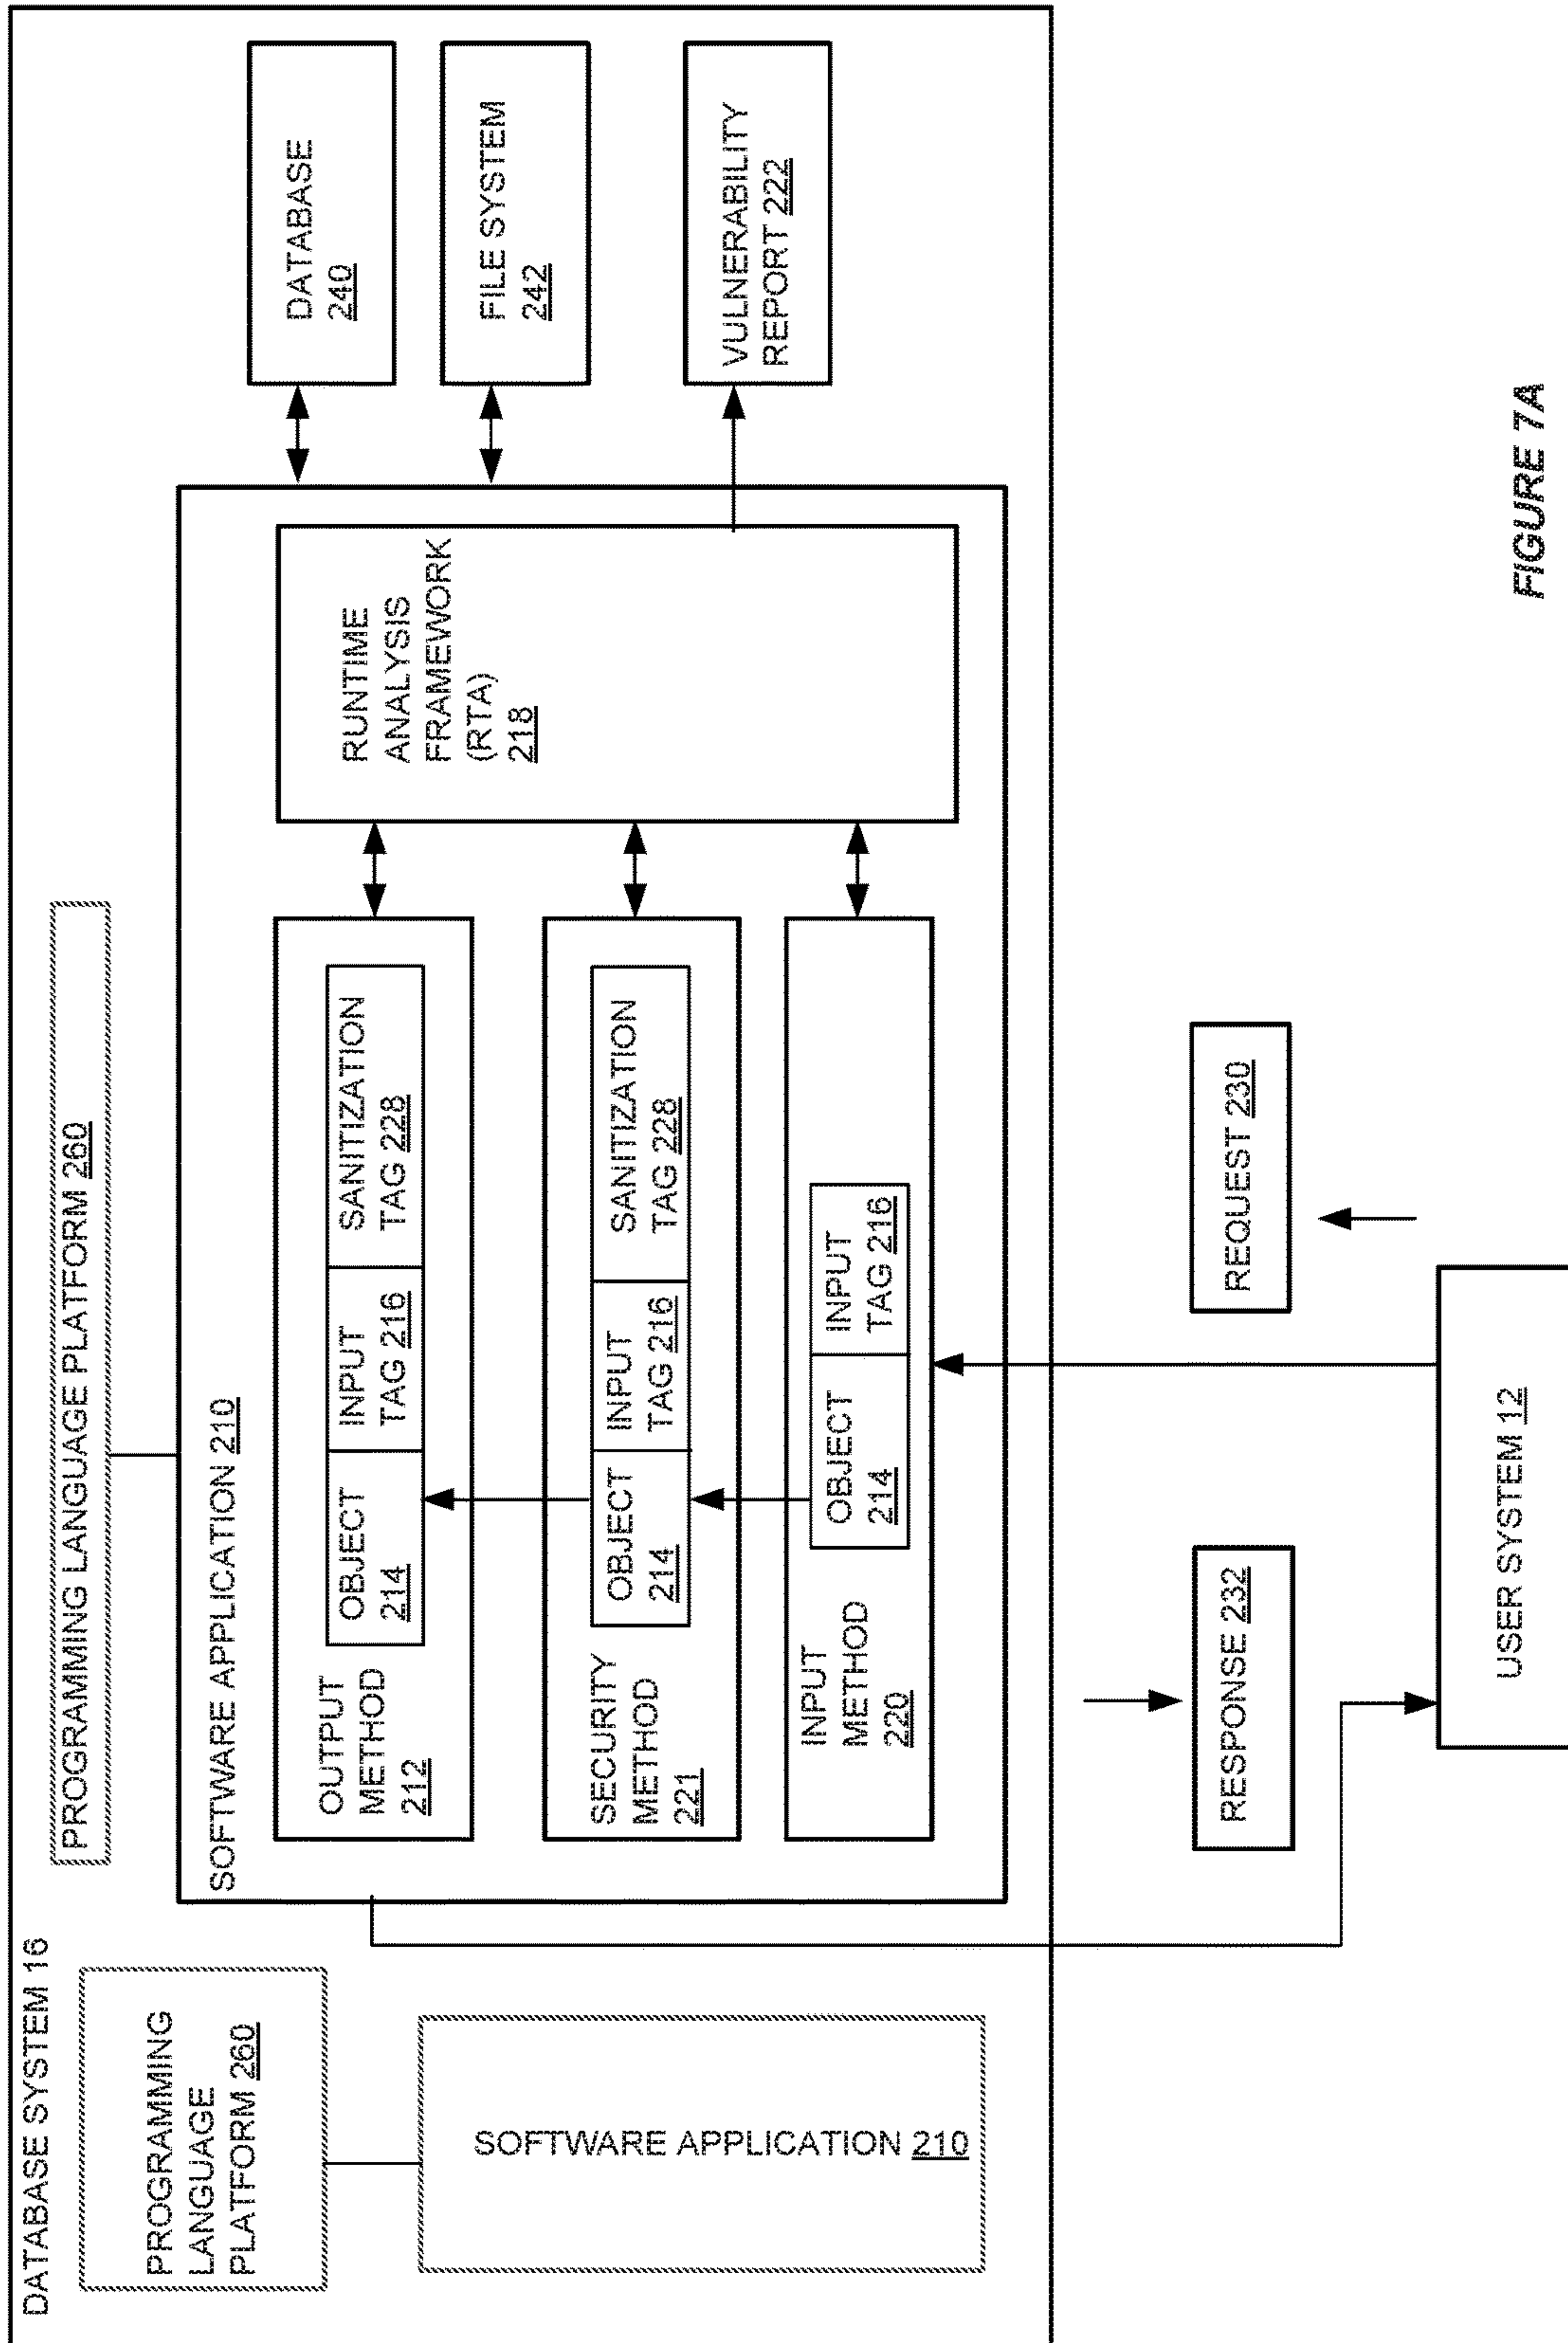 DATABASE SYSTEM 16
PROGRAMMING
LANGUAGE
PLATFORM 260
SOFTWARE APPLICATION 210
PROGRAMMING LANGUAGE PLATFORM 260
SOFTWARE APPLICATION 210
OUTPUT
METHOD
212
OBJECT
214
INPUT
TAG 216
SANITIZATION
TAG 228
SECURITY
METHOD
221
OBJECT
214
INPUT
TAG 216
SANITIZATION
TAG 228
INPUT
METHOD
220
OBJECT
214
INPUT
TAG 216
RUNTIME
ANALYSIS
FRAMEWORK
(RTA)
218
DATABASE
240
FILE SYSTEM
242
VULNERABILITY
REPORT 222
RESPONSE 232
REQUEST 230
USER SYSTEM 12
FIGURE 7A